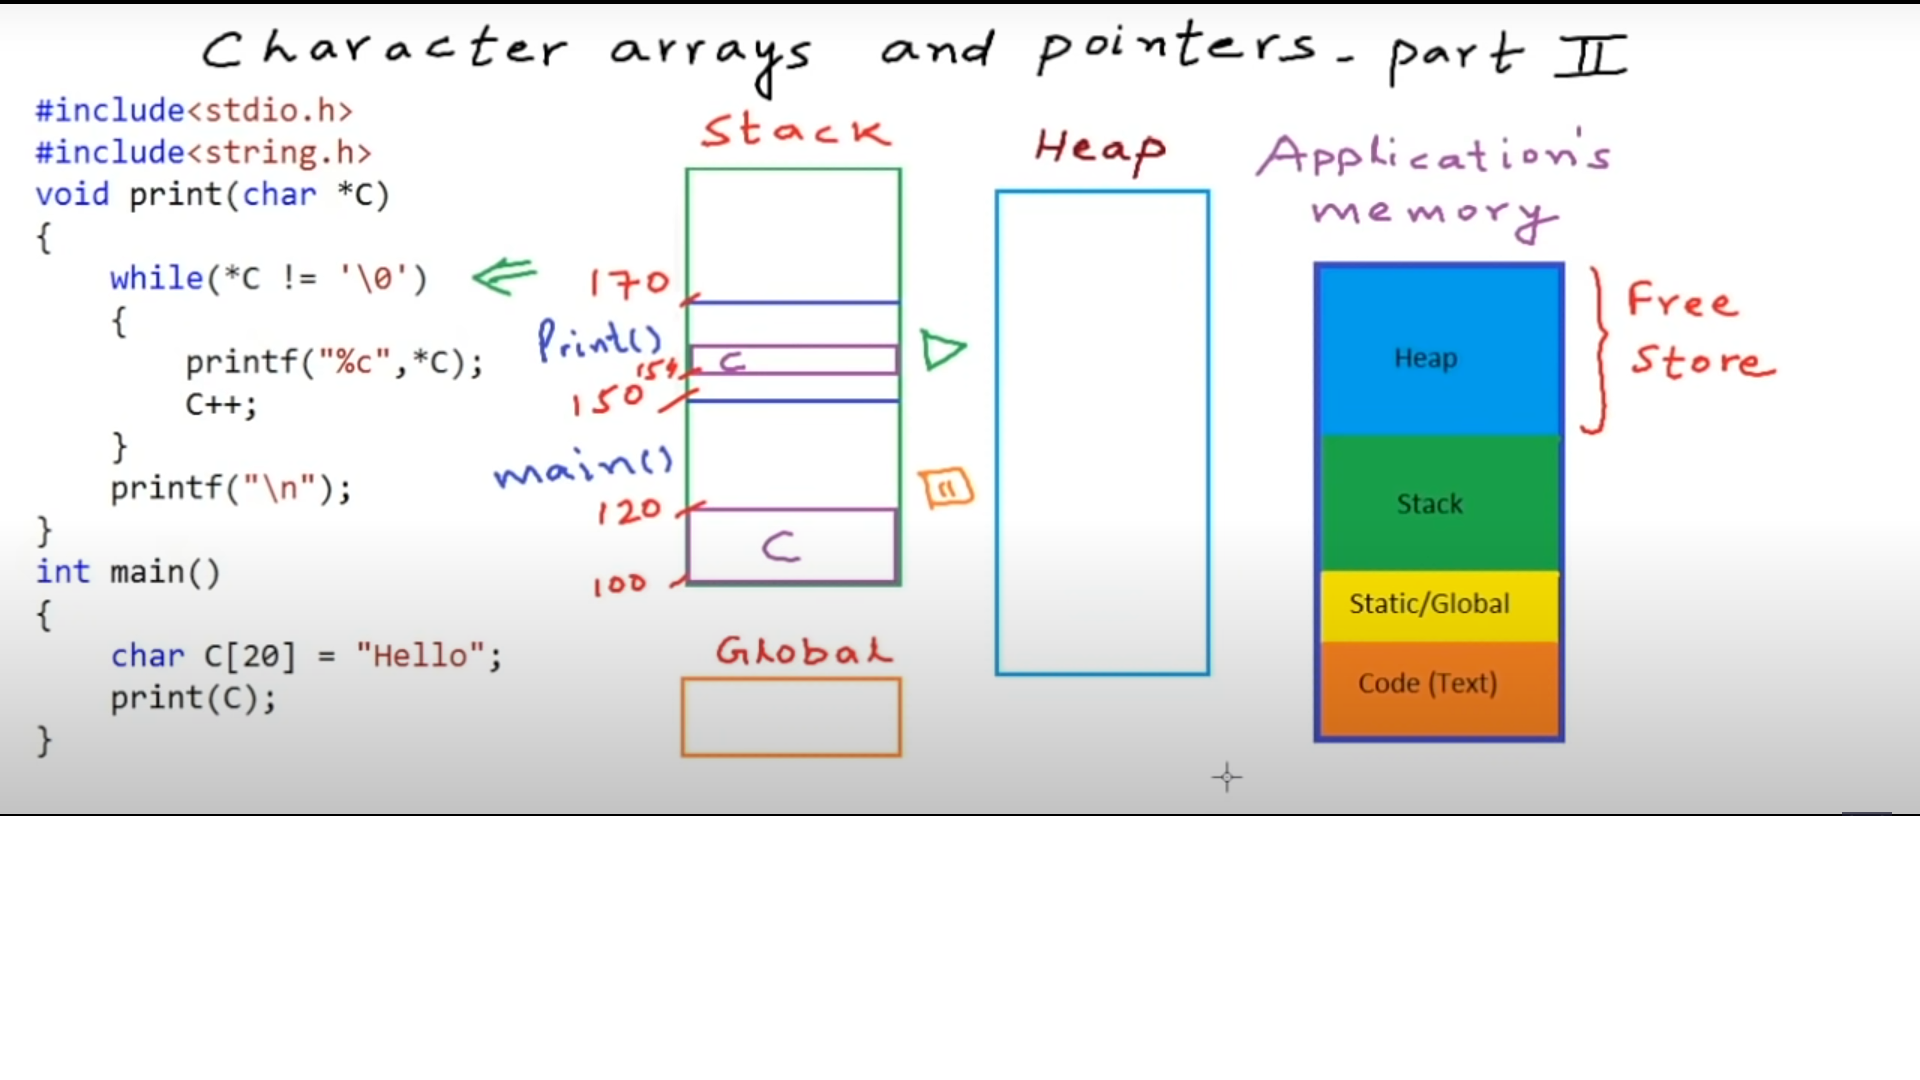 Character arrays and pointers - part II
#include<stdio.h>
#include<string.h>
void print(char *C)
{
    while(*C != '\0')
    {
        printf("%c",*C);
        C++;
    }
    printf("\n");
}
int main()
{
    char C[20] = "Hello";
    print(C);
}
Stack
170
Print()
C
154
150
main()
120
C
100
Global
Heap
Application's
memory
Heap
Stack
Static/Global
Code (Text)
Free
Store